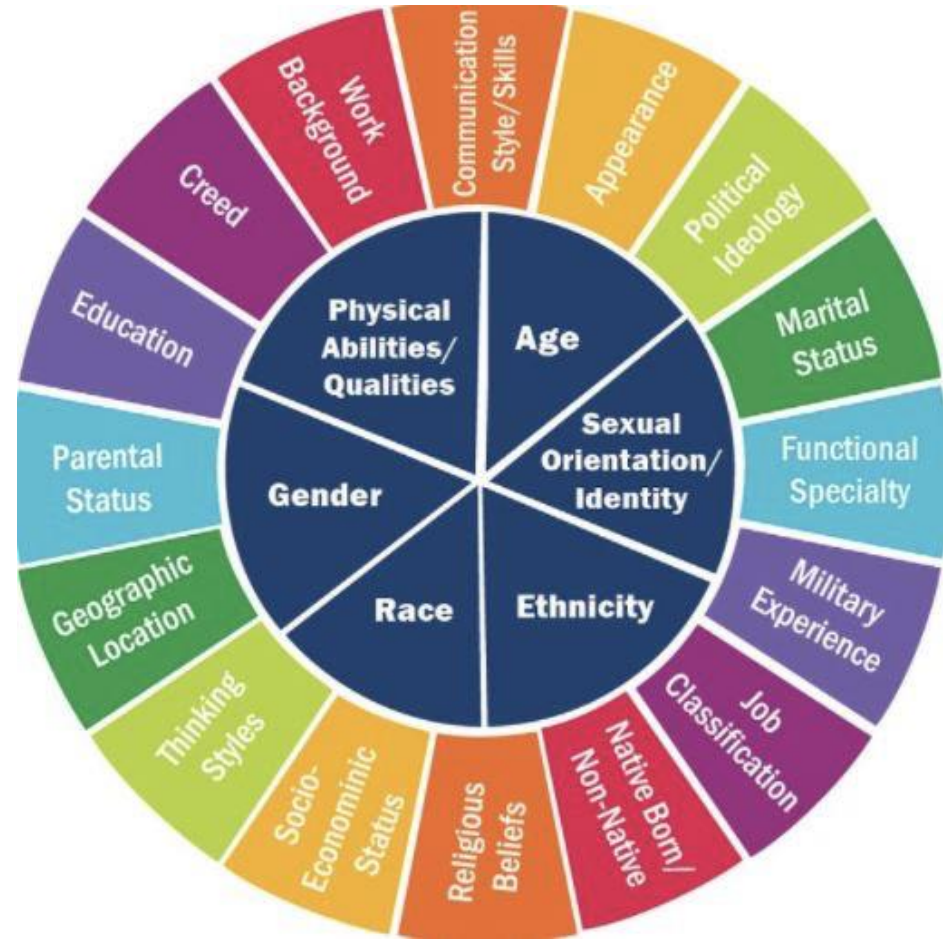 Communication
Style/Skills
Appearance
Political
Ideology
Marital
Status
Functional
Specialty
Military
Experience
Job
Classification
Native Born/
Non-Native
Religious
Beliefs
Socio-
Econominic
Status
Thinking
Styles
Geographic
Location
Parental
Status
Education
Creed
Work
Background
Age
Sexual
Orientation/
Identity
Ethnicity
Race
Gender
Physical
Abilities/
Qualities